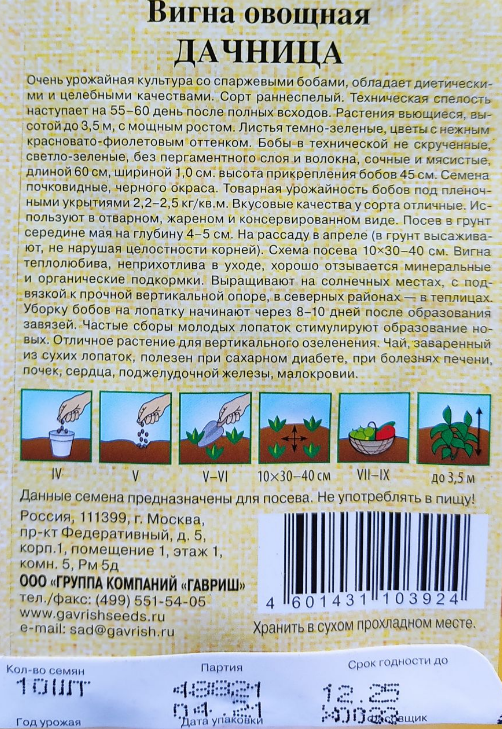 Вигна овощная
ДАЧНИЦА
Очень урожайная культура со спаржевыми бобами, обладает диетически-
ми и целебными качествами. Сорт раннеспелый. Техническая спелость
наступает на 55–60 день после полных всходов. Растения вьющиеся, вы-
сотой до 3,5 м, с мощным ростом. Листья темно-зеленые, цветы с нежным
красновато-фиолетовым оттенком. Бобы в технической не скрученные,
светло-зеленые, без пергаментного слоя и волокна, сочные и мясистые,
длиной 60 см, шириной 1,0 см. высота прикрепления бобов 45 см. Семена
почковидные, черного окраса. Товарная урожайность бобов под пленоч-
ными укрытиями 2,2–2,5 кг/кв.м. Вкусовые качества у сорта отличные. Ис-
пользуют в отварном, жареном и консервированном виде. Посев в грунт
середине мая на глубину 4–5 см. На рассаду в апреле (в грунт высажива-
ют, не нарушая целостности корней). Схема посева 10×30–40 см. Вигна
теплолюбива, неприхотлива в уходе, хорошо отзывается минеральные
и органические подкормки. Выращивают на солнечных местах, с под-
вязкой к прочной вертикальной опоре, в северных районах — в теплицах.
Уборку бобов на лопатку начинают через 8–10 дней после образования
завязей. Частые сборы молодых лопаток стимулируют образование но-
вых. Отличное растение для вертикального озеленения. Чай, заваренный
из сухих лопаток, полезен при сахарном диабете, при болезнях печени,
почек, сердца, поджелудочной железы, малокровии.
IV V V–VI 10×30–40 см VII–IX до 3,5 м
Данные семена предназначены для посева. Не употреблять в пищу!
Россия, 111399, г. Москва,
пр-кт Федеративный, д. 5,
корп.1, помещение 1, этаж 1,
комн. 5, Рм 5д
ООО «ГРУППА КОМПАНИЙ «ГАВРИШ»
тел./факс: (499) 551-54-05
www.gavrishseeds.ru
e-mail: sad@gavrish.ru
4 601431 103924
Хранить в сухом прохладном месте.
Кол-во семян Партия Срок годности до
10ШТ 12.25
04.21
Год урожая Дата упаковки